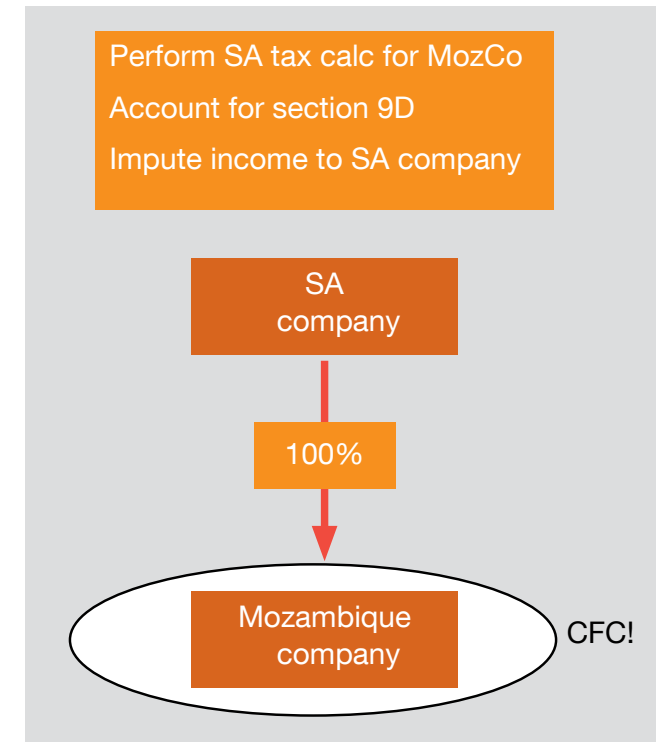 Perform SA tax calc for MozCo
Account for section 9D
Impute income to SA company
SA
company
100%
Mozambique
company
CFC!